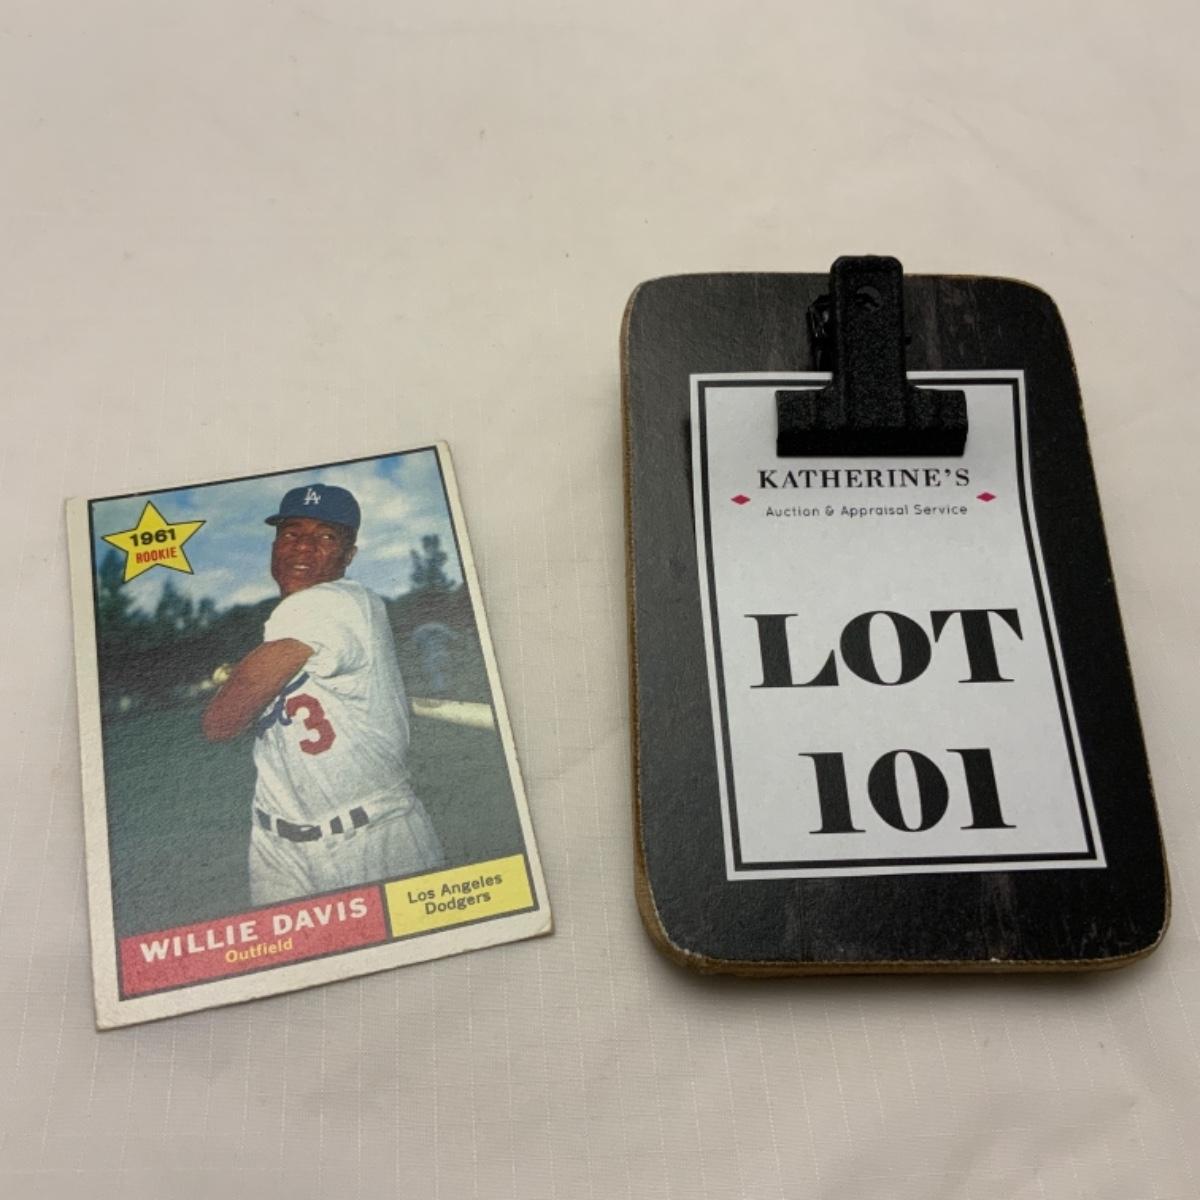 1961
ROOKIE
LA
3
WILLIE DAVIS
Outfield
Los Angeles
Dodgers
KATHERINE'S
Auction & Appraisal Service
LOT
101